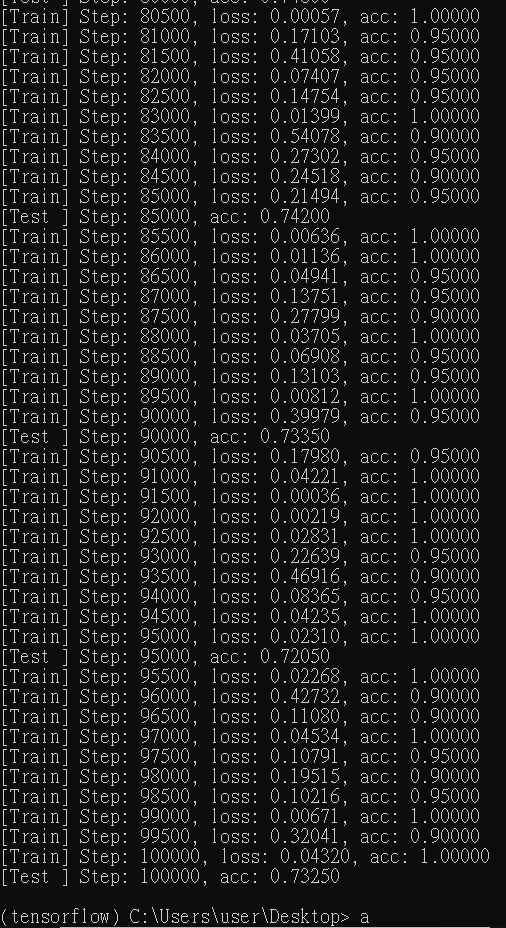 [Train] Step: 80500, loss: 0.00057, acc: 1.00000
[Train] Step: 81000, loss: 0.17103, acc: 0.95000
[Train] Step: 81500, loss: 0.41058, acc: 0.95000
[Train] Step: 82000, loss: 0.07407, acc: 0.95000
[Train] Step: 82500, loss: 0.14754, acc: 0.95000
[Train] Step: 83000, loss: 0.01399, acc: 1.00000
[Train] Step: 83500, loss: 0.54078, acc: 0.90000
[Train] Step: 84000, loss: 0.27302, acc: 0.95000
[Train] Step: 84500, loss: 0.24518, acc: 0.90000
[Train] Step: 85000, loss: 0.21494, acc: 0.95000
[Test ] Step: 85000, acc: 0.74200
[Train] Step: 85500, loss: 0.00636, acc: 1.00000
[Train] Step: 86000, loss: 0.01136, acc: 1.00000
[Train] Step: 86500, loss: 0.04941, acc: 0.95000
[Train] Step: 87000, loss: 0.13751, acc: 0.95000
[Train] Step: 87500, loss: 0.27799, acc: 0.90000
[Train] Step: 88000, loss: 0.03705, acc: 1.00000
[Train] Step: 88500, loss: 0.06908, acc: 0.95000
[Train] Step: 89000, loss: 0.13103, acc: 0.95000
[Train] Step: 89500, loss: 0.00812, acc: 1.00000
[Train] Step: 90000, loss: 0.39979, acc: 0.95000
[Test ] Step: 90000, acc: 0.73350
[Train] Step: 90500, loss: 0.17980, acc: 0.95000
[Train] Step: 91000, loss: 0.04221, acc: 1.00000
[Train] Step: 91500, loss: 0.00036, acc: 1.00000
[Train] Step: 92000, loss: 0.00219, acc: 1.00000
[Train] Step: 92500, loss: 0.02831, acc: 1.00000
[Train] Step: 93000, loss: 0.22639, acc: 0.95000
[Train] Step: 93500, loss: 0.46916, acc: 0.90000
[Train] Step: 94000, loss: 0.08365, acc: 0.95000
[Train] Step: 94500, loss: 0.04235, acc: 1.00000
[Train] Step: 95000, loss: 0.02310, acc: 1.00000
[Test ] Step: 95000, acc: 0.72050
[Train] Step: 95500, loss: 0.02268, acc: 1.00000
[Train] Step: 96000, loss: 0.42732, acc: 0.90000
[Train] Step: 96500, loss: 0.11080, acc: 0.90000
[Train] Step: 97000, loss: 0.04534, acc: 1.00000
[Train] Step: 97500, loss: 0.10791, acc: 0.95000
[Train] Step: 98000, loss: 0.19515, acc: 0.90000
[Train] Step: 98500, loss: 0.10216, acc: 0.95000
[Train] Step: 99000, loss: 0.00671, acc: 1.00000
[Train] Step: 99500, loss: 0.32041, acc: 0.90000
[Train] Step: 100000, loss: 0.04320, acc: 1.00000
[Test ] Step: 100000, acc: 0.73250
(tensorflow) C:\Users\user\Desktop> a